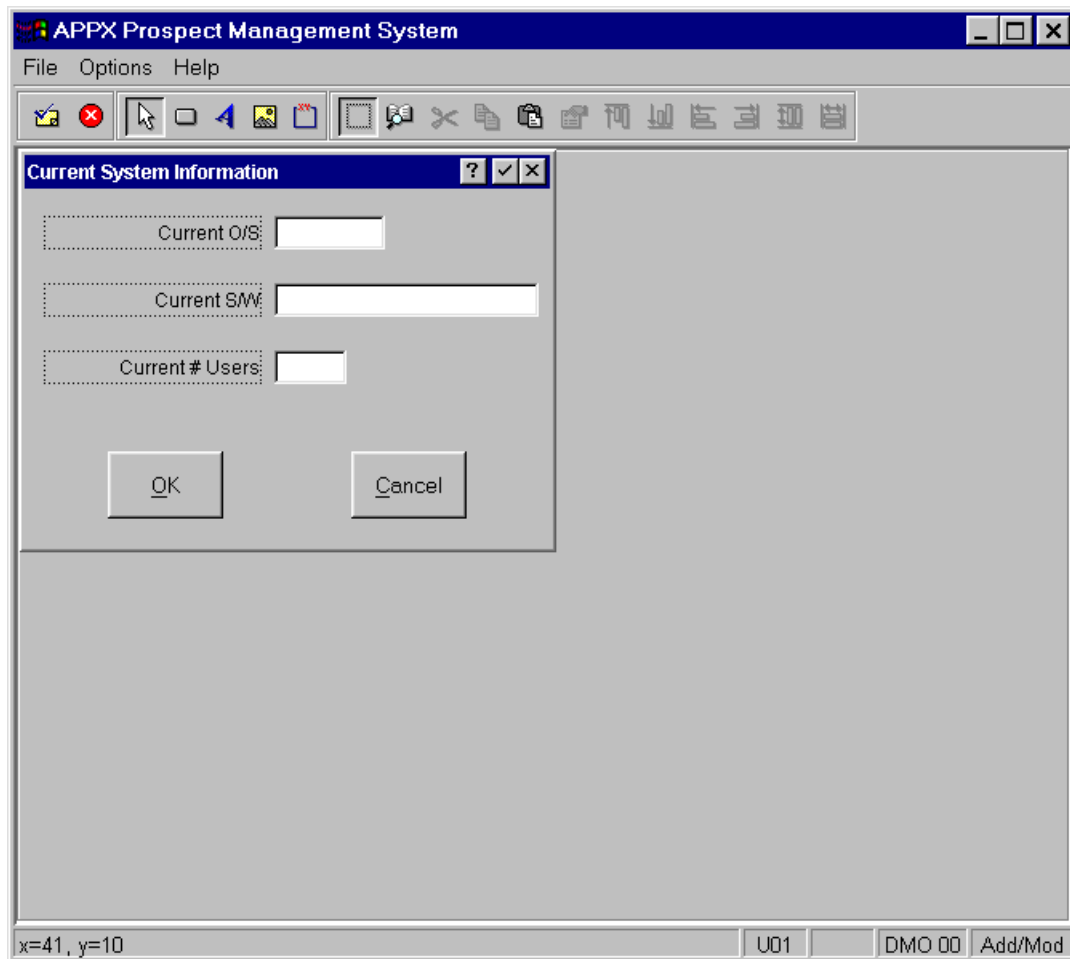 APPX Prospect Management System
File Options Help
Current System Information
Current O/S
Current S/W
Current # Users
OK Cancel
x=41, y=10 U01 DMO 00 Add/Mod